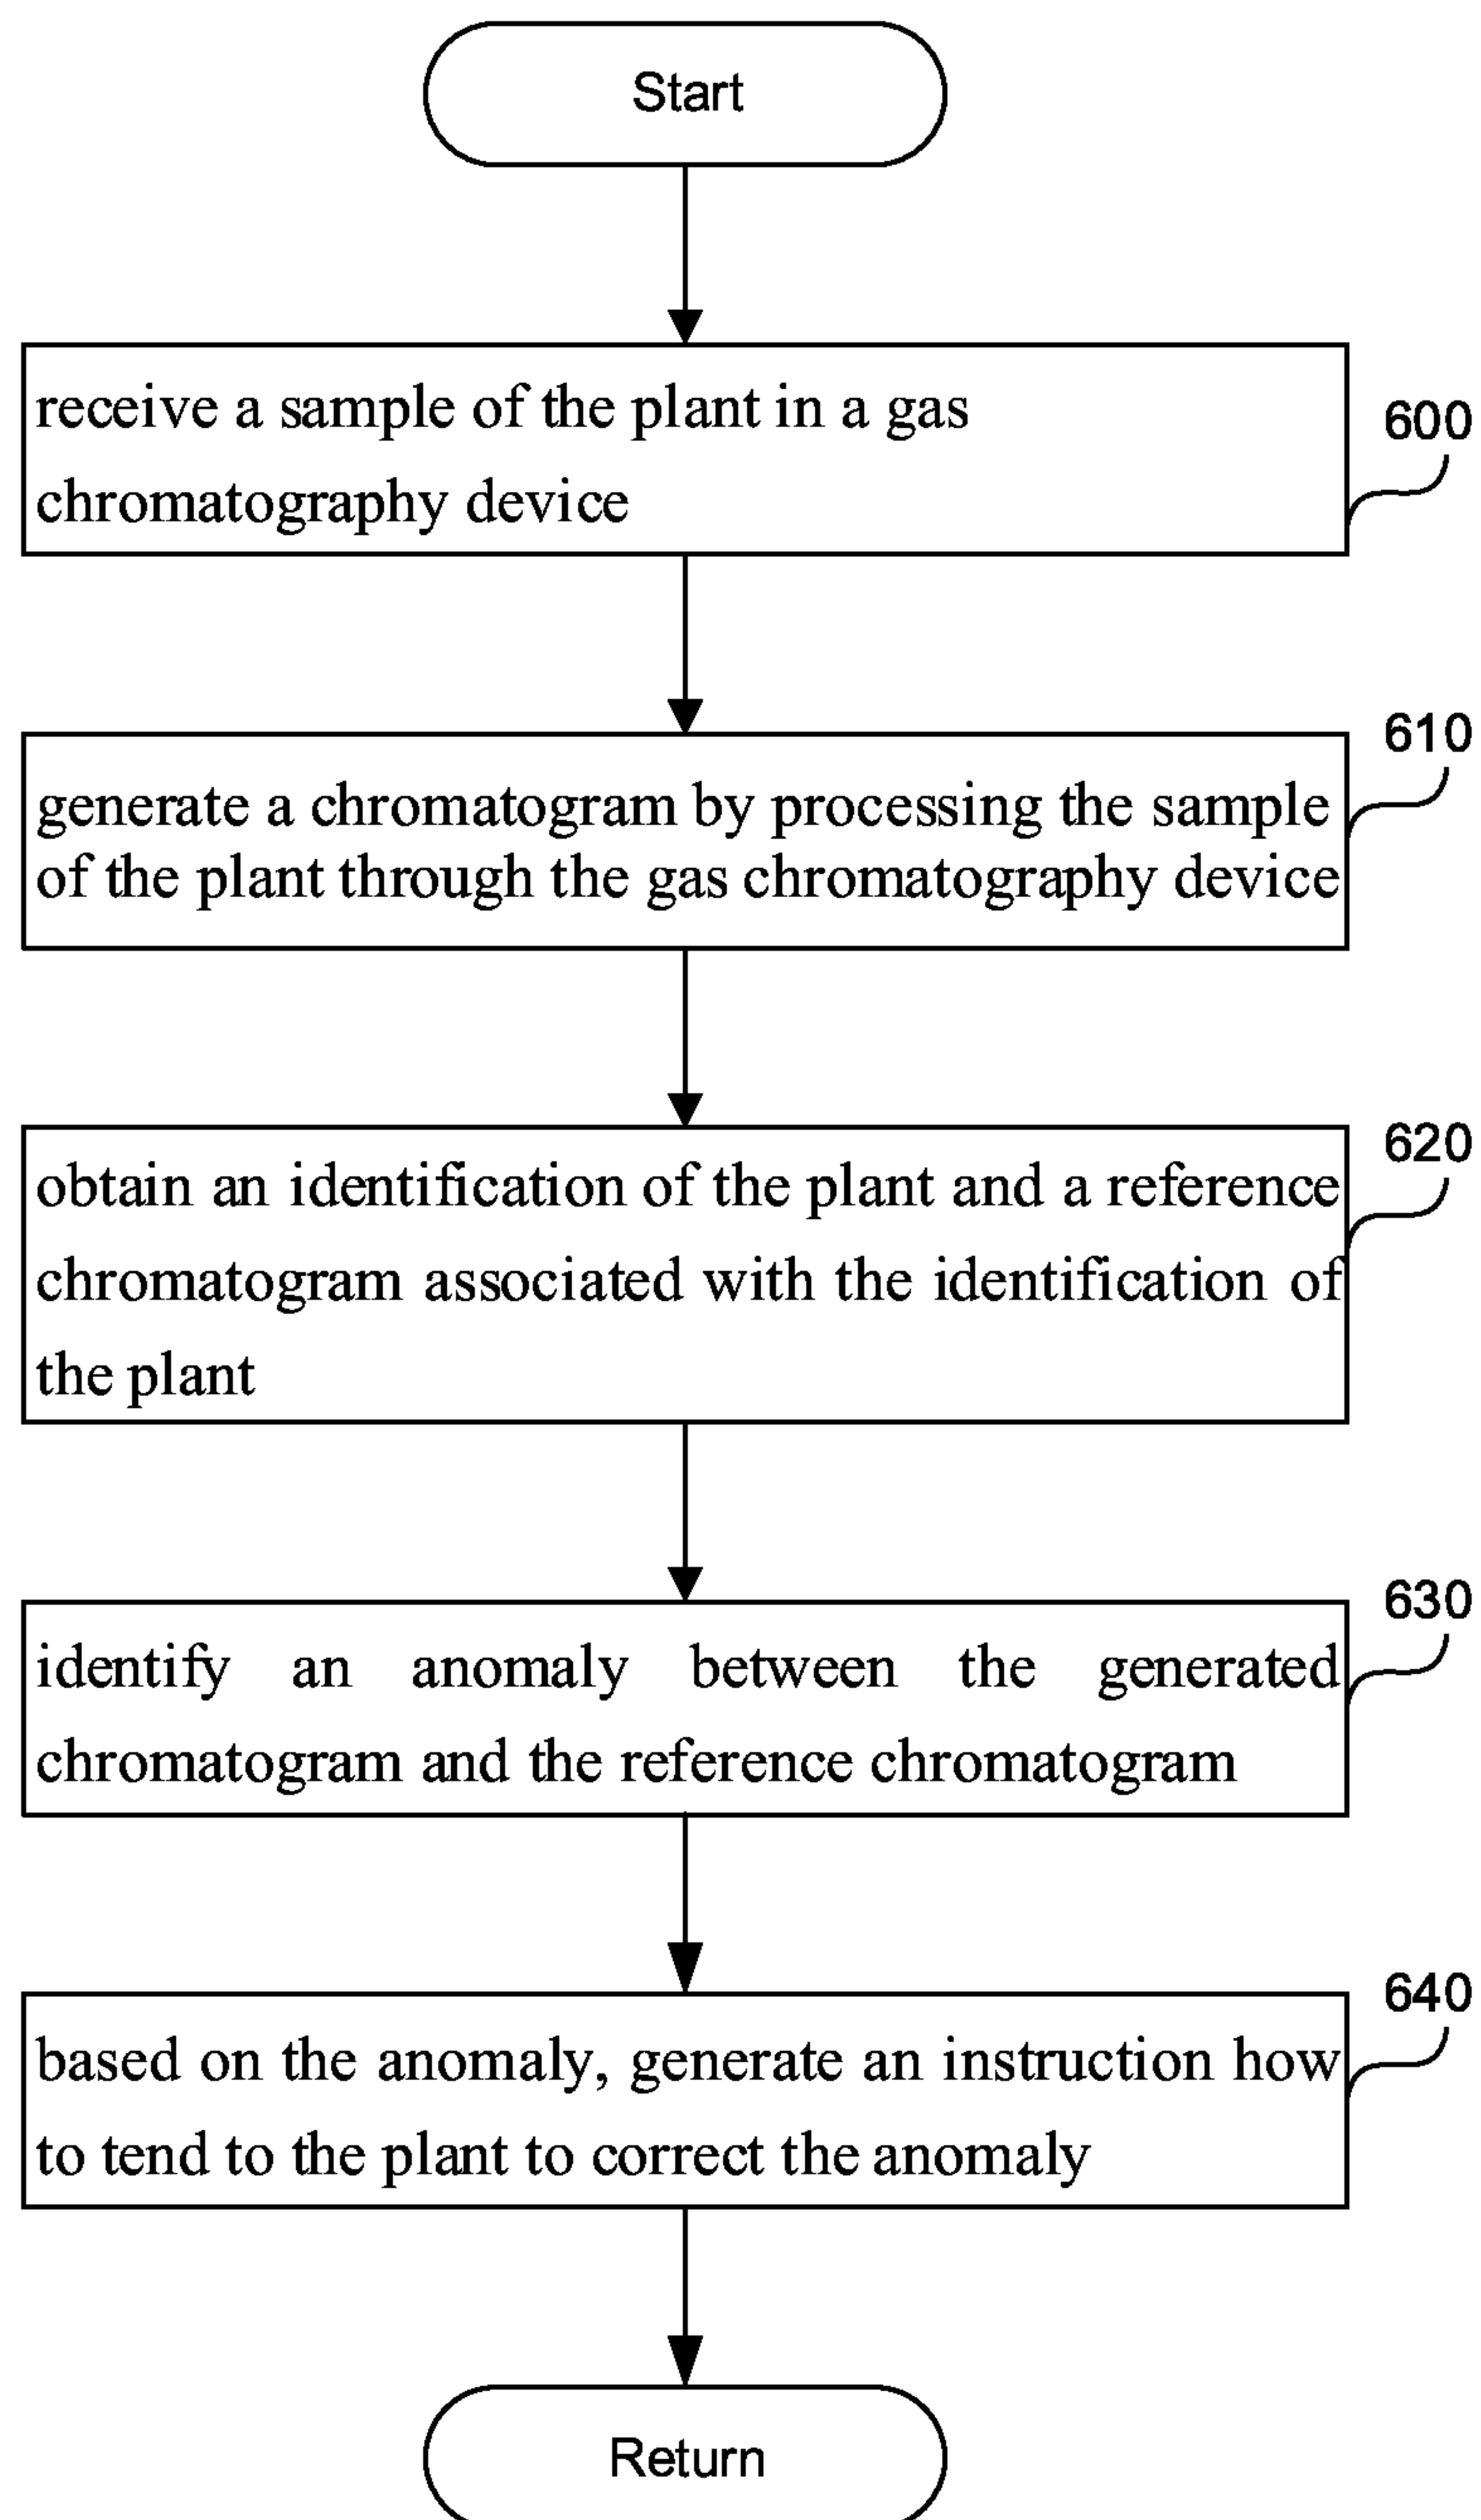 Start
receive a sample of the plant in a gas
chromatography device
600
generate a chromatogram by processing the sample
of the plant through the gas chromatography device
610
obtain an identification of the plant and a reference
chromatogram associated with the identification of
the plant
620
identify an anomaly between the generated
chromatogram and the reference chromatogram
630
based on the anomaly, generate an instruction how
to tend to the plant to correct the anomaly
640
Return